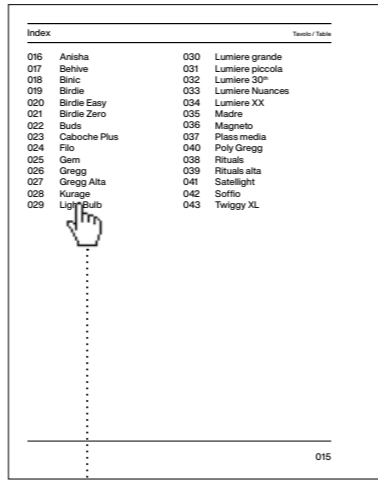 Index
Tavolo / Table
016 Anisha
017 Behive
018 Binic
019 Birdie
020 Birdie Easy
021 Birdie Zero
022 Buds
023 Caboche Plus
024 Filo
025 Gem
026 Gregg
027 Gregg Alta
028 Kurage
029 Light Bulb
030 Lumiere grande
031 Lumiere piccola
032 Lumiere 30th
033 Lumiere Nuances
034 Lumiere XX
035 Madre
036 Magneto
037 Plass media
040 Poly Gregg
038 Rituals
039 Rituals alta
041 Satellight
042 Soffio
043 Twiggy XL
015